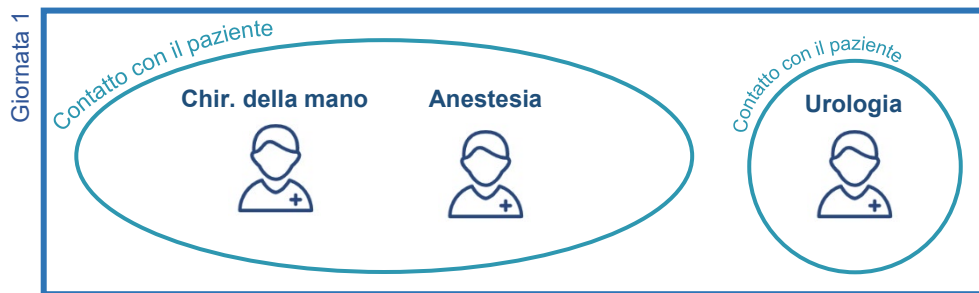 Giornata 1
Contatto con il paziente
Chir. della mano
Anestesia
Contatto con il paziente
Urologia